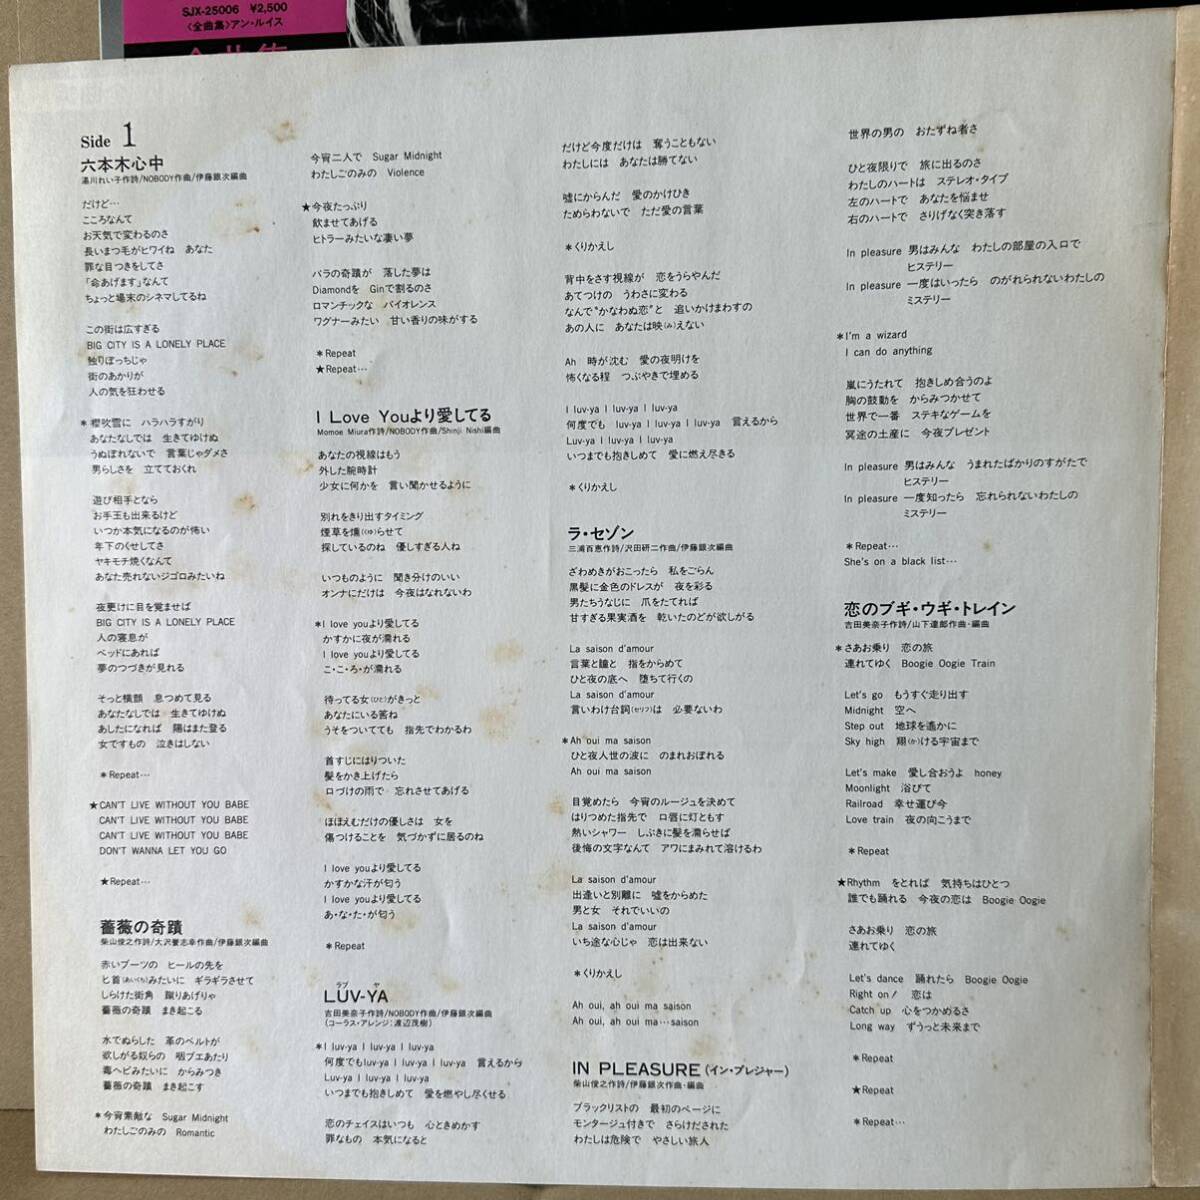 SJX-25006 ¥2,500
〈全曲集〉アン・ルイス
Side 1
六本木心中
湯川れい子作詩/NOBODY作曲/伊藤銀次編曲
だけど…
こころなんて
お天気で変わるのさ
長いまつ毛がヒワイね あなた
罪な目つきをしてさ
「命あげます」なんて
ちょっと場末のシネマしてるね
この街は広すぎる
BIG CITY IS A LONELY PLACE
独りぼっちじゃ
街のあかりが
人の気を狂わせる
*櫻吹雪に ハラハラすがり
あなたなしでは 生きてゆけぬ
うぬぼれないで 言葉じゃダメさ
男らしさを 立てておくれ
遊び相手となら
お手玉も出来るけど
いつか本気になるのが怖い
年下のくせしてさ
ヤキモチ焼くなんて
あなた売れないジゴロみたいね
夜更けに目を覚ませば
BIG CITY IS A LONELY PLACE
人の寝息が
ベッドにあれば
夢のつづきが見れる
そっと横顔 息つめて見る
あなたなしでは 生きてゆけぬ
あしたになれば 陽はまた登る
女ですもの 泣きはしない
*Repeat…
★CAN'T LIVE WITHOUT YOU BABE
CAN'T LIVE WITHOUT YOU BABE
CAN'T LIVE WITHOUT YOU BABE
DON'T WANNA LET YOU GO
★Repeat…
薔薇の奇蹟
柴山俊之作詩/大沢誉志幸作曲/伊藤銀次編曲
赤いブーツの ヒールの先を
匕首(あいくち)みたいに ギラギラさせて
しらけた街角 蹴りあげりゃ
薔薇の奇蹟 まき起こる
水でぬらした 革のベルトが
欲しがる奴らの 咽ブエあたり
毒ヘビみたいに からみつき
薔薇の奇蹟 まき起こす
*今宵素敵な Sugar Midnight
わたしごのみの Romantic
今宵二人で Sugar Midnight
わたしごのみの Violence
★今夜たっぷり
飲ませてあげる
ヒトラーみたいな凄い夢
バラの奇蹟が 落した夢は
Diamondを Ginで割るのさ
ロマンチックな バイオレンス
ワグナーみたい 甘い香りの味がする
*Repeat
★Repeat…
I Love Youより愛してる
Momoe Miura作詩/NOBODY作曲/Shinji Nishi編曲
あなたの視線はもう
外した腕時計
少女に何かを 言い聞かせるように
別れをきり出すタイミング
煙草を燻(くゆ)らせて
探しているのね 優しすぎる人ね
いつものように 聞き分けのいい
オンナにだけは 今夜はなれないわ
*I love youより愛してる
かすかに夜が濡れる
I love youより愛してる
こ・こ・ろ・が濡れる
待ってる女(ひと)がきっと
あなたにいる筈ね
うそをついてても 指先でわかるわ
首すじにはりついた
髪をかき上げたら
口づけの雨で 忘れさせてあげる
ほほえむだけの優しさは 女を
傷つけることを 気づかずに居るのね
I love youより愛してる
かすかな汗が匂う
I love youより愛してる
あ・な・た・が匂う
*Repeat
ラブ ヤ
LUV-YA
吉田美奈子作詩/NOBODY作曲/伊藤銀次編曲
(コーラス・アレンジ:渡辺茂樹)
*I luv-ya I luv-ya I luv-ya
何度でもluv-ya I luv-ya I luv-ya 言えるから
Luv-ya I luv-ya I luv-ya
いつまでも抱きしめて 愛を燃やし尽くせる
恋のチェイスはいつも 心ときめかす
罪なもの 本気になると
だけど今度だけは 奪うこともない
わたしには あなたは勝てない
嘘にからんだ 愛のかけひき
ためらわないで ただ愛の言葉
*くりかえし
背中をさす視線が 恋をうらやんだ
あてつけの うわさに変わる
なんで"かなわぬ恋"と 追いかけまわすの
あの人に あなたは映(み)えない
Ah 時が沈む 愛の夜明けを
怖くなる程 つぶやきで埋める
I luv-ya I luv-ya I luv-ya
何度でも luv-ya I luv-ya I luv-ya 言えるから
Luv-ya I luv-ya I luv-ya
いつまでも抱きしめて 愛に燃え尽きる
*くりかえし
ラ・セゾン
三浦百恵作詩/沢田研二作曲/伊藤銀次編曲
ざわめきがおこったら 私をごらん
黒髪に金色のドレスが 夜を彩る
男たちうなじに 爪をたてれば
甘すぎる果実酒を 乾いたのどが欲しがる
La saison d'amour
言葉と瞳と 指をからめて
ひと夜の底へ 堕ちて行くの
La saison d'amour
言いわけ台詞(セリフ)は 必要ないわ
*Ah oui ma saison
ひと夜人世の波に のまれおぼれる
Ah oui ma saison
目覚めたら 今宵のルージュを決めて
はりつめた指先で 口唇に灯ともす
熱いシャワー しぶきに髪を濡らせば
後悔の文字なんて アワにまみれて溶けるわ
La saison d'amour
出逢いと別離に 嘘をからめた
男と女 それでいいの
La saison d'amour
いち途な心じゃ 恋は出来ない
*くりかえし
Ah oui, ah oui ma saison
Ah oui, ah oui ma…saison
IN PLEASURE(イン・プレジャー)
柴山俊之作詩/伊藤銀次作曲・編曲
ブラックリストの 最初のページに
モンタージュ付きで さらけだされた
わたしは危険で やさしい旅人
世界の男の おたずね者さ
ひと夜限りで 旅に出るのさ
わたしのハートは ステレオ・タイプ
左のハートで あなたを悩ませ
右のハートで さりげなく突き落す
In pleasure 男はみんな わたしの部屋の入口で
ヒステリー
In pleasure 一度はいったら のがれられないわたしの
ミステリー
*I'm a wizard
I can do anything
嵐にうたれて 抱きしめ合うのよ
胸の鼓動を からみつかせて
世界で一番 ステキなゲームを
冥途の土産に 今夜プレゼント
In pleasure 男はみんな うまれたばかりのすがたで
ヒステリー
In pleasure 一度知ったら 忘れられないわたしの
ミステリー
*Repeat…
She's on a black list…
恋のブギ・ウギ・トレイン
吉田美奈子作詩/山下達郎作曲・編曲
*さあお乗り 恋の旅
連れてゆく Boogie Oogie Train
Let's go もうすぐ走り出す
Midnight 空へ
Step out 地球を遙かに
Sky high 翔(か)ける宇宙まで
Let's make 愛し合おうよ honey
Moonlight 浴びて
Railroad 幸せ運び今
Love train 夜の向こうまで
*Repeat
★Rhythm をとれば 気持ちはひとつ
誰でも踊れる 今夜の恋は Boogie Oogie
さあお乗り 恋の旅
連れてゆく
Let's dance 踊れたら Boogie Oogie
Right on! 恋は
Catch up 心をつかめるさ
Long way ずうっと未来まで
*Repeat
★Repeat
*Repeat…